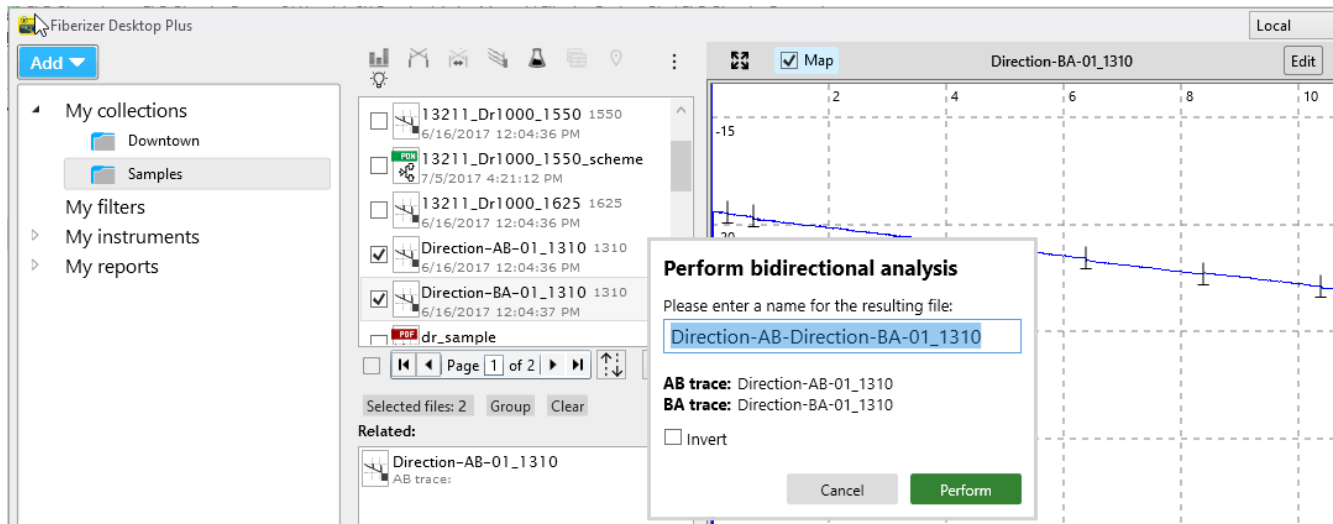 Fiberizer Desktop Plus
Local
Add
Map
Direction-BA-01_1310
Edit
My collections
Downtown
Samples
My filters
My instruments
My reports
13211_Dr1000_1550 1550
6/16/2017 12:04:36 PM
PON
13211_Dr1000_1550_scheme
7/5/2017 4:21:12 PM
13211_Dr1000_1625 1625
6/16/2017 12:04:36 PM
Direction-AB-01_1310 1310
6/16/2017 12:04:36 PM
Direction-BA-01_1310 1310
6/16/2017 12:04:37 PM
PDF
dr_sample
Page 1 of 2
Selected files: 2 Group Clear
Related:
Direction-AB-01_1310
AB trace:
2 4 6 8 10
-15
Perform bidirectional analysis
Please enter a name for the resulting file:
Direction-AB-Direction-BA-01_1310
AB trace: Direction-AB-01_1310
BA trace: Direction-BA-01_1310
Invert
Cancel Perform